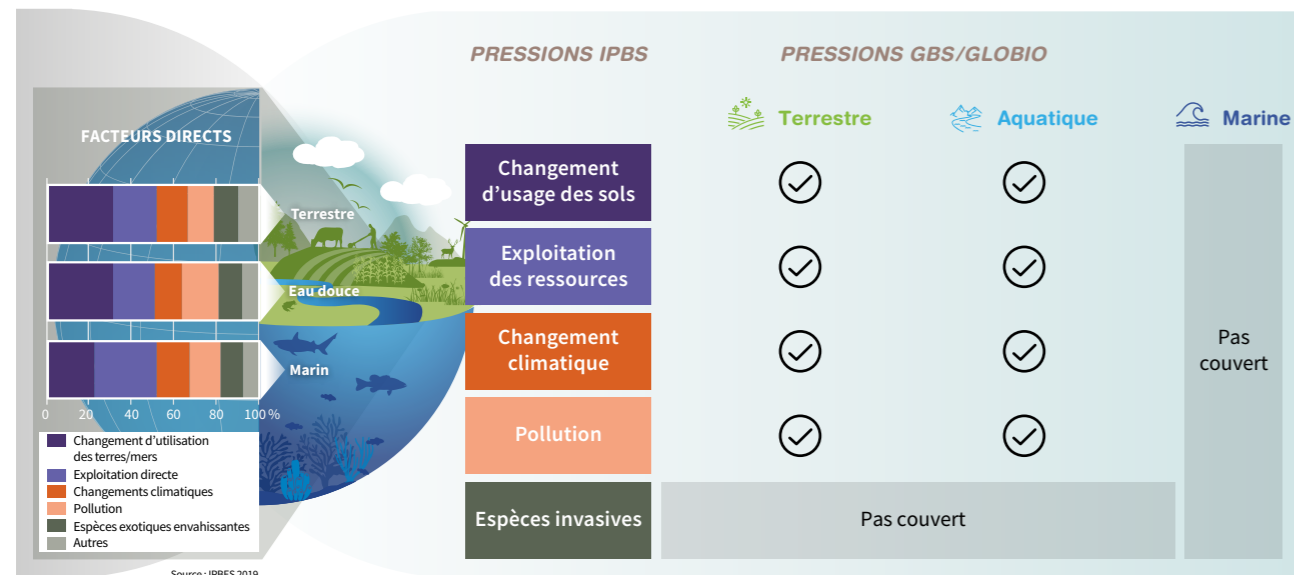 PRESSIONS IPBS
PRESSIONS GBS/GLOBIO
Terrestre
Aquatique
Marine
FACTEURS DIRECTS
Terrestre
Eau douce
Marin
0 20 40 60 80 100 %
Changement d’utilisation
des terres/mers
Exploitation directe
Changements climatiques
Pollution
Espèces exotiques envahissantes
Autres
Source : IPBES 2019
Changement
d’usage des sols
Exploitation
des ressources
Changement
climatique
Pollution
Espèces invasives
Pas couvert
Pas
couvert